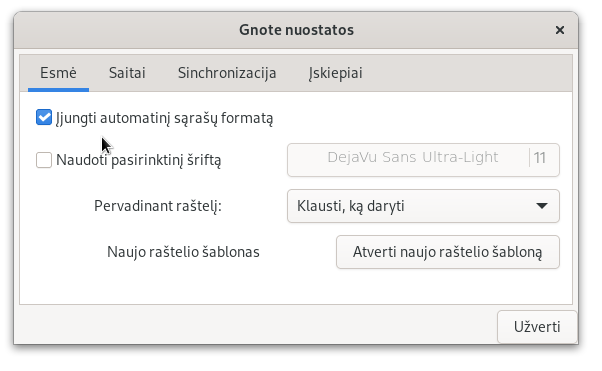 Gnote nuostatos
Esmė Saitai Sinchronizacija Įskiepiai
Įjungti automatinį sąrašų formatą
Naudoti pasirinktinį šriftą DejaVu Sans Ultra-Light 11
Pervadinant raštelį: Klausti, ką daryti
Naujo raštelio šablonas Atverti naujo raštelio šabloną
Užverti